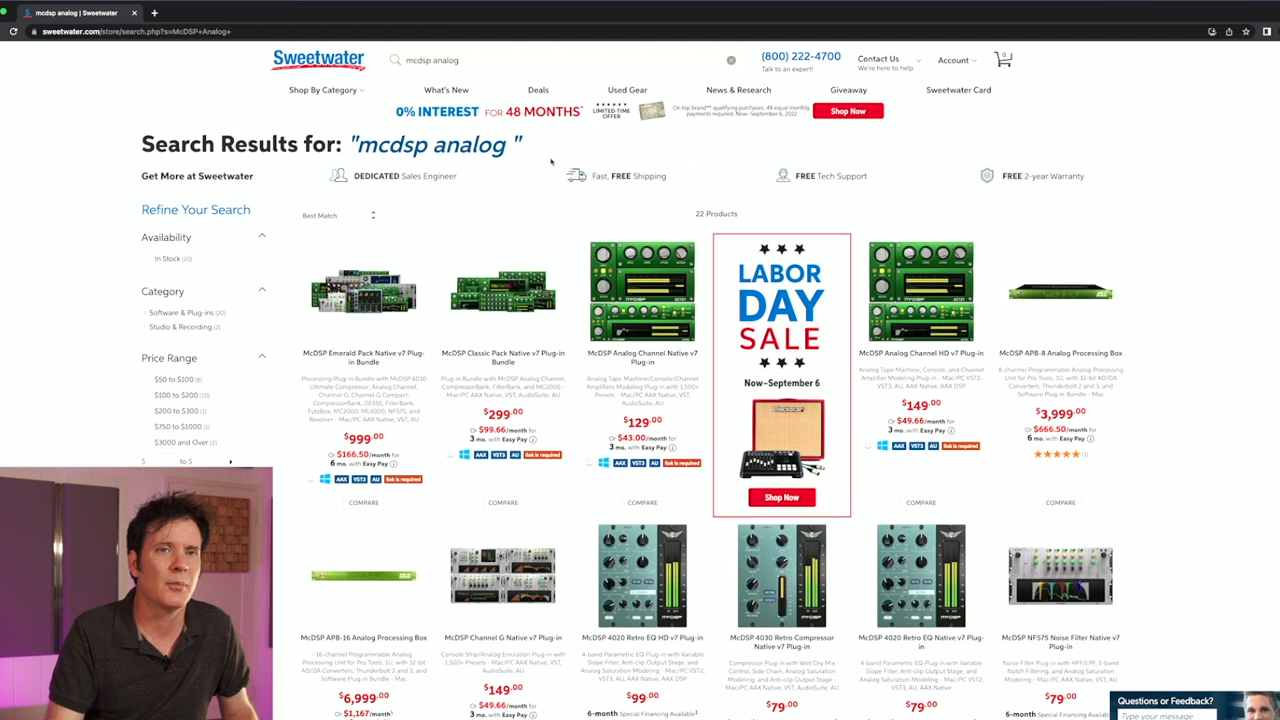 mcdsp analog | Sweetwater
sweetwater.com/store/search.php?s=McDSP+Analog+
Sweetwater
mcdsp analog
(800) 222-4700
Talk to an expert!
Contact Us
We're here to help
Account
0
Shop By Category
What's New
Deals
Used Gear
News & Research
Giveaway
Sweetwater Card
0% INTEREST FOR 48 MONTHS*
LIMITED-TIME
OFFER
On top brand** qualifying purchases. 48 equal monthly
payments required. Now–September 6, 2022
Shop Now
Search Results for: "mcdsp analog "
Get More at Sweetwater
DEDICATED Sales Engineer
Fast, FREE Shipping
FREE Tech Support
FREE 2-year Warranty
Refine Your Search
Best Match
22 Products
Availability
In Stock (20)
Category
Software & Plug-ins (20)
Studio & Recording (2)
Price Range
$50 to $100 (8)
$100 to $200 (10)
$200 to $300 (1)
$750 to $1000 (1)
$3000 and Over (2)
$ to $
McDSP Emerald Pack Native v7 Plug-
in Bundle
Processing Plug-in Bundle with McDSP 6030
Ultimate Compressor, Analog Channel,
Channel G, Channel G Compact,
CompressorBank, DE555, FilterBank,
FutzBox, MC2000, ML4000, NF575, and
Revolver - Mac/PC AAX Native, VST, AU
$999.00
Or $166.50/month for
6 mo. with Easy Pay
AAX VST3 AU iLok is required
COMPARE
McDSP Classic Pack Native v7 Plug-in
Bundle
Plug-in Bundle with McDSP Analog Channel,
CompressorBank, FilterBank, and MC2000 -
Mac/PC AAX Native, VST, AudioSuite, AU
$299.00
Or $99.66/month for
3 mo. with Easy Pay
AAX VST3 AU iLok is required
COMPARE
McDSP Analog Channel Native v7
Plug-in
Analog Tape Machine/Console/Channel
Amplifiers Modeling Plug-in with 1,500+
Presets - Mac/PC AAX Native, VST,
AudioSuite, AU
$129.00
Or $43.00/month for
3 mo. with Easy Pay
AAX VST3 AU iLok is required
COMPARE
LABOR
DAY
SALE
Now–September 6
Blackstar
Shop Now
McDSP Analog Channel HD v7 Plug-in
Analog Tape Machine, Console, and Channel
Amplifier Modeling Plug-in - Mac/PC VST2,
VST3, AU, AAX Native, AAX DSP
$149.00
Or $49.66/month for
3 mo. with Easy Pay
AAX VST3 AU iLok is required
COMPARE
McDSP APB-8 Analog Processing Box
8-channel Programmable Analog Processing
Unit for Pro Tools, 1U, with 32-bit AD/DA
Converters, Thunderbolt 2 and 3, and
Software Plug-in Bundle - Mac
$3,999.00
Or $666.50/month for
6 mo. with Easy Pay
(1)
COMPARE
McDSP APB-16 Analog Processing Box
16-channel Programmable Analog
Processing Unit for Pro Tools, 1U, with 32-bit
AD/DA Converters, Thunderbolt 2 and 3, and
Software Plug-in Bundle - Mac
$6,999.00
Or $1,167/month§
McDSP Channel G Native v7 Plug-in
Console Strip/Analog Emulation Plug-in with
1,500+ Presets - Mac/PC AAX Native, VST,
AudioSuite, AU
$149.00
Or $49.66/month for
3 mo. with Easy Pay
McDSP 4020 Retro EQ HD v7 Plug-in
4-band Parametric EQ Plug-in with Variable
Slope Filter, Anti-clip Output Stage, and
Analog Saturation Modeling - Mac/PC VST2,
VST3, AU, AAX Native, AAX DSP
$99.00
6-month Special Financing Available‡
McDSP 4030 Retro Compressor
Native v7 Plug-in
Compressor Plug-in with Wet/Dry Mix
Control, Side Chain, Analog Saturation
Modeling, and Anti-clip Output Stage -
Mac/PC AAX Native, VST, AudioSuite, AU
$79.00
McDSP 4020 Retro EQ Native v7 Plug-
in
4-band Parametric EQ Plug-in with Variable
Slope Filter, Anti-clip Output Stage, and
Analog Saturation Modeling - Mac/PC VST2,
VST3, AU, AAX Native
$79.00
McDSP NF575 Noise Filter Native v7
Plug-in
Noise Filter Plug-in with HPF/LPF, 5-band
Notch Filtering, and Analog Saturation
Modeling - Mac/PC AAX Native, VST,
AudioSuite, AU
$79.00
6-month Special Financing Availa
Questions or Feedback?
Type your message